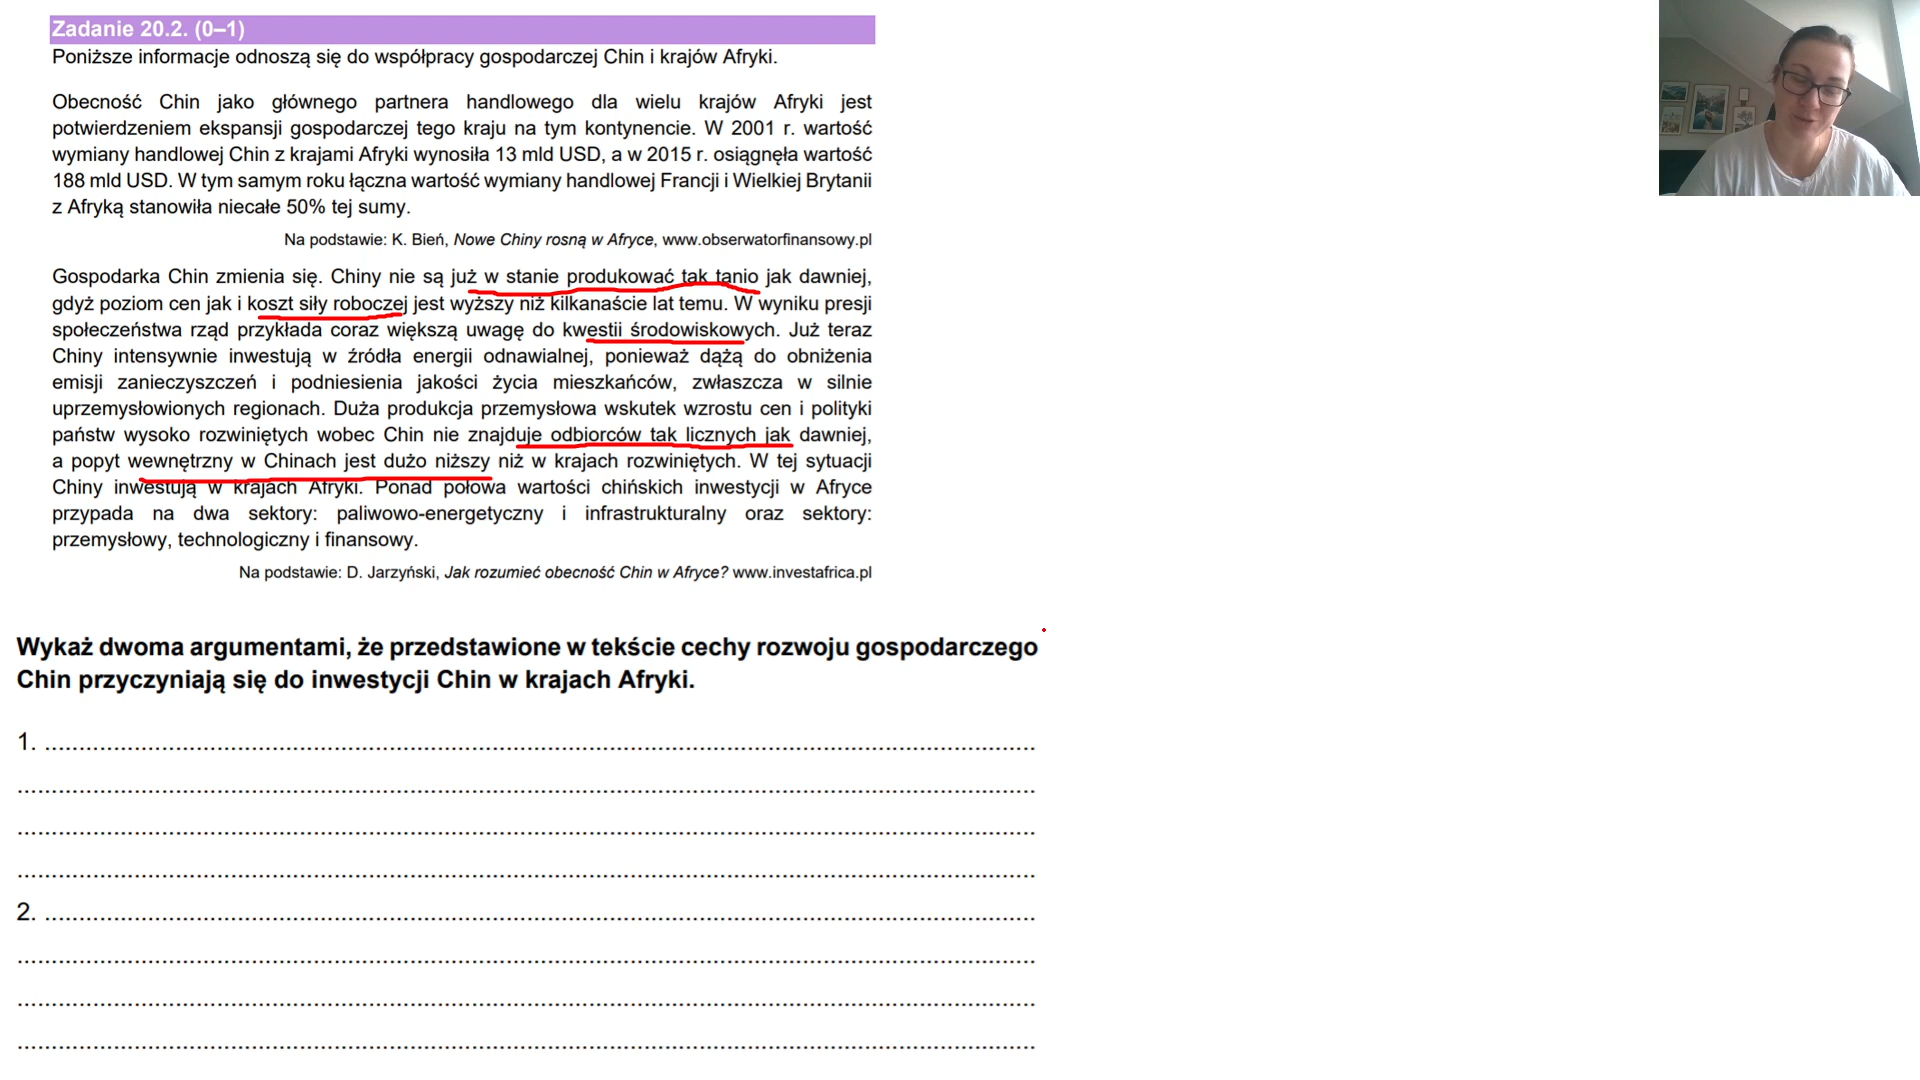 Zadanie 20.2. (0–1)
Poniższe informacje odnoszą się do współpracy gospodarczej Chin i krajów Afryki.
Obecność Chin jako głównego partnera handlowego dla wielu krajów Afryki jest
potwierdzeniem ekspansji gospodarczej tego kraju na tym kontynencie. W 2001 r. wartość
wymiany handlowej Chin z krajami Afryki wynosiła 13 mld USD, a w 2015 r. osiągnęła wartość
188 mld USD. W tym samym roku łączna wartość wymiany handlowej Francji i Wielkiej Brytanii
z Afryką stanowiła niecałe 50% tej sumy.
Na podstawie: K. Bień, Nowe Chiny rosną w Afryce, www.obserwatorfinansowy.pl
Gospodarka Chin zmienia się. Chiny nie są już w stanie produkować tak tanio jak dawniej,
gdyż poziom cen jak i koszt siły roboczej jest wyższy niż kilkanaście lat temu. W wyniku presji
społeczeństwa rząd przykłada coraz większą uwagę do kwestii środowiskowych. Już teraz
Chiny intensywnie inwestują w źródła energii odnawialnej, ponieważ dążą do obniżenia
emisji zanieczyszczeń i podniesienia jakości życia mieszkańców, zwłaszcza w silnie
uprzemysłowionych regionach. Duża produkcja przemysłowa wskutek wzrostu cen i polityki
państw wysoko rozwiniętych wobec Chin nie znajduje odbiorców tak licznych jak dawniej,
a popyt wewnętrzny w Chinach jest dużo niższy niż w krajach rozwiniętych. W tej sytuacji
Chiny inwestują w krajach Afryki. Ponad połowa wartości chińskich inwestycji w Afryce
przypada na dwa sektory: paliwowo-energetyczny i infrastrukturalny oraz sektory:
przemysłowy, technologiczny i finansowy.
Na podstawie: D. Jarzyński, Jak rozumieć obecność Chin w Afryce? www.investafrica.pl
Wykaż dwoma argumentami, że przedstawione w tekście cechy rozwoju gospodarczego
Chin przyczyniają się do inwestycji Chin w krajach Afryki.
1.
2.